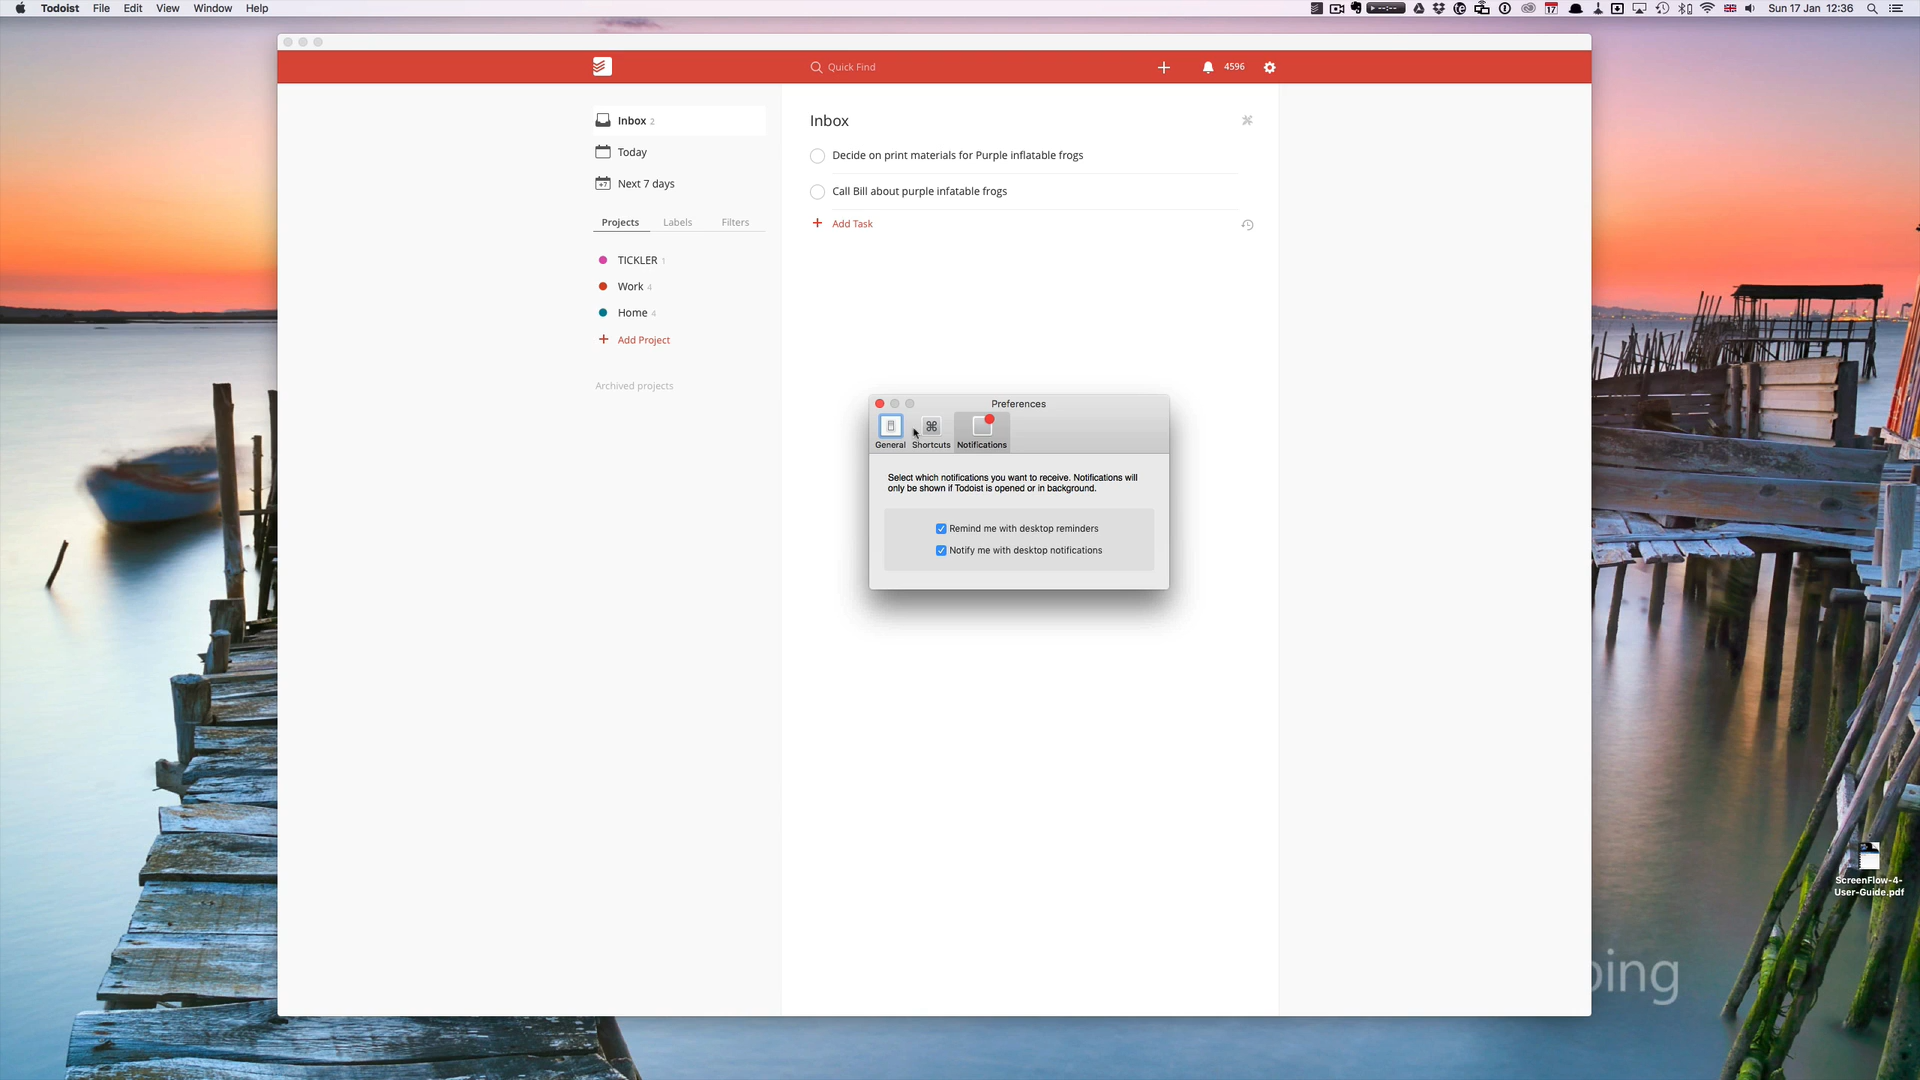 Todoist File Edit View Window Help
17 Sun 17 Jan 12:36
Quick Find
4596
Inbox 2
Today
+7 Next 7 days
Projects Labels Filters
TICKLER 1
Work 4
Home 4
Add Project
Archived projects
Inbox
Decide on print materials for Purple inflatable frogs
Call Bill about purple infatable frogs
Add Task
Preferences
General Shortcuts Notifications
Select which notifications you want to receive. Notifications will
only be shown if Todoist is opened or in background.
Remind me with desktop reminders
Notify me with desktop notifications
ScreenFlow-4-
User-Guide.pdf